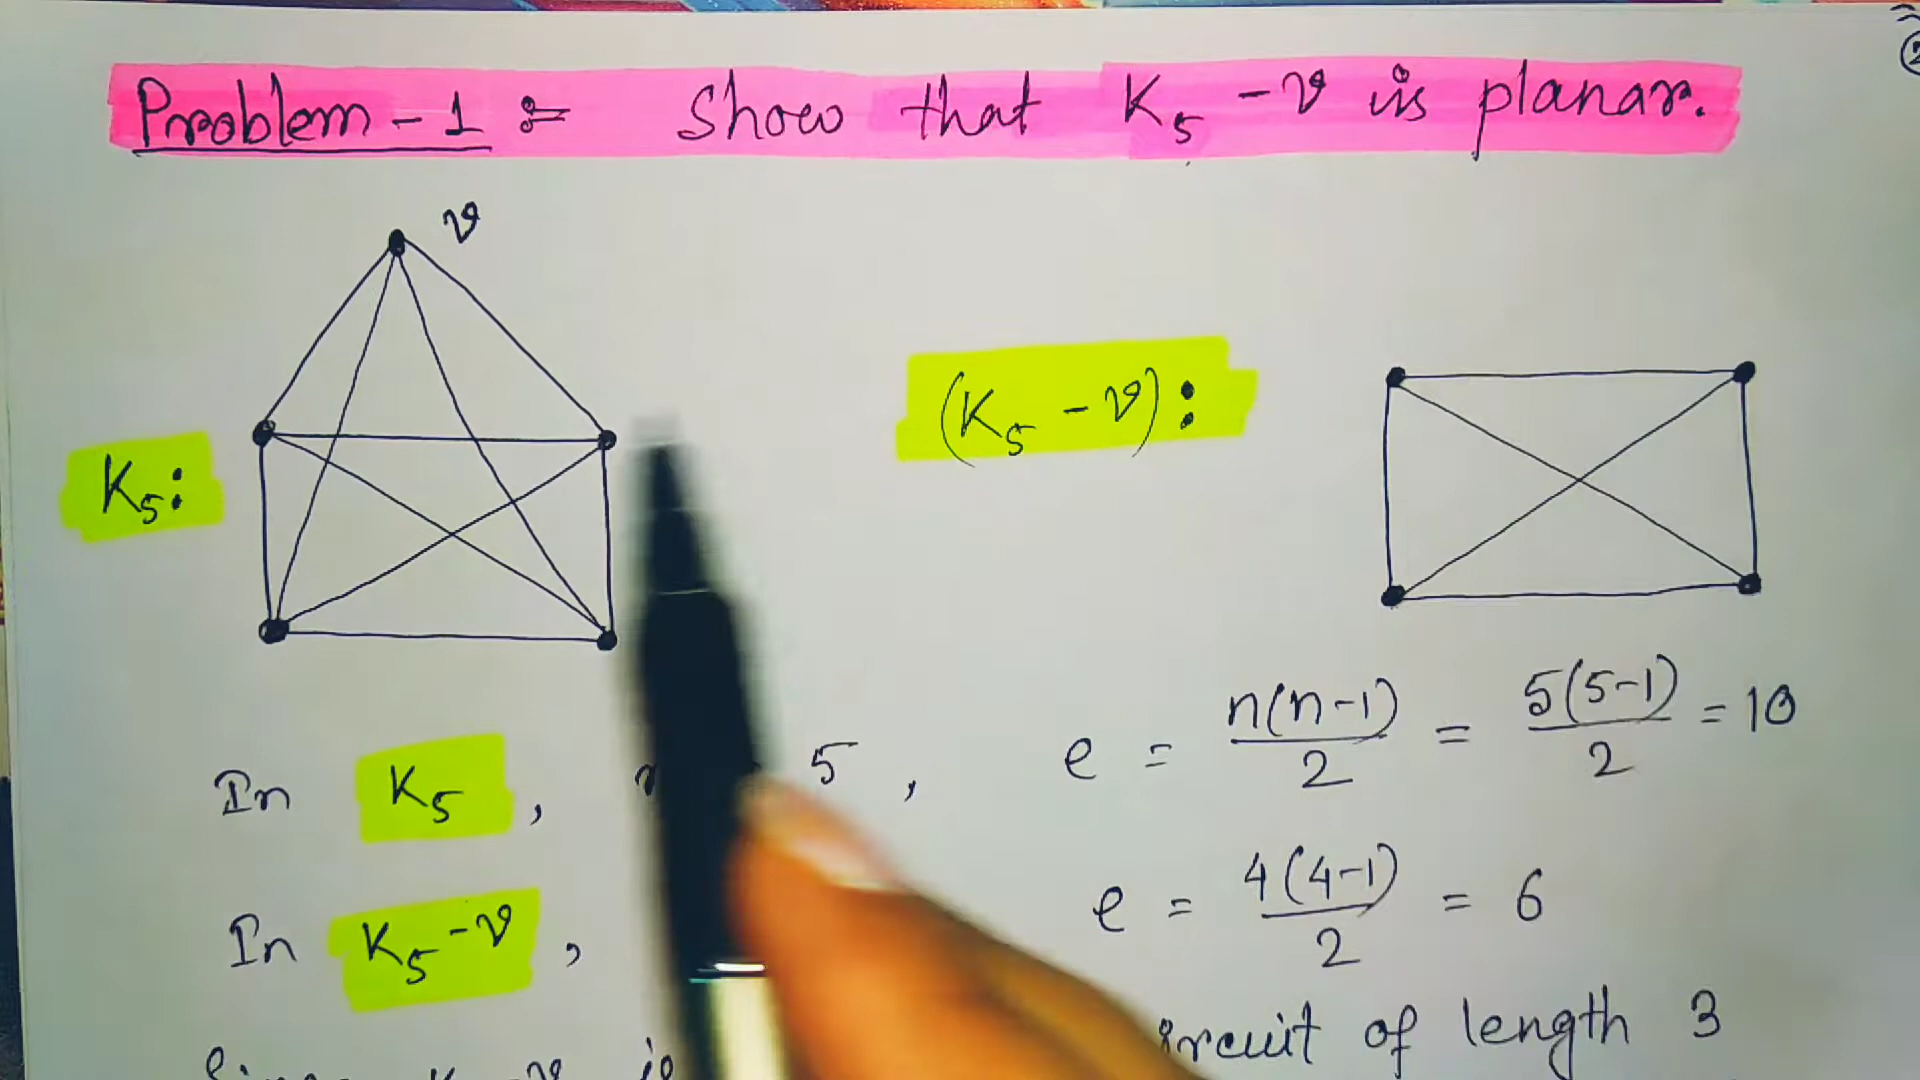 Problem - 1 := Show that K₅ - v is planar.
2
v
K₅:
(K₅ - v):
In K₅, 5, e = n(n-1)/2 = 5(5-1)/2 = 10
In K₅ - v, e = 4(4-1)/2 = 6
of length 3